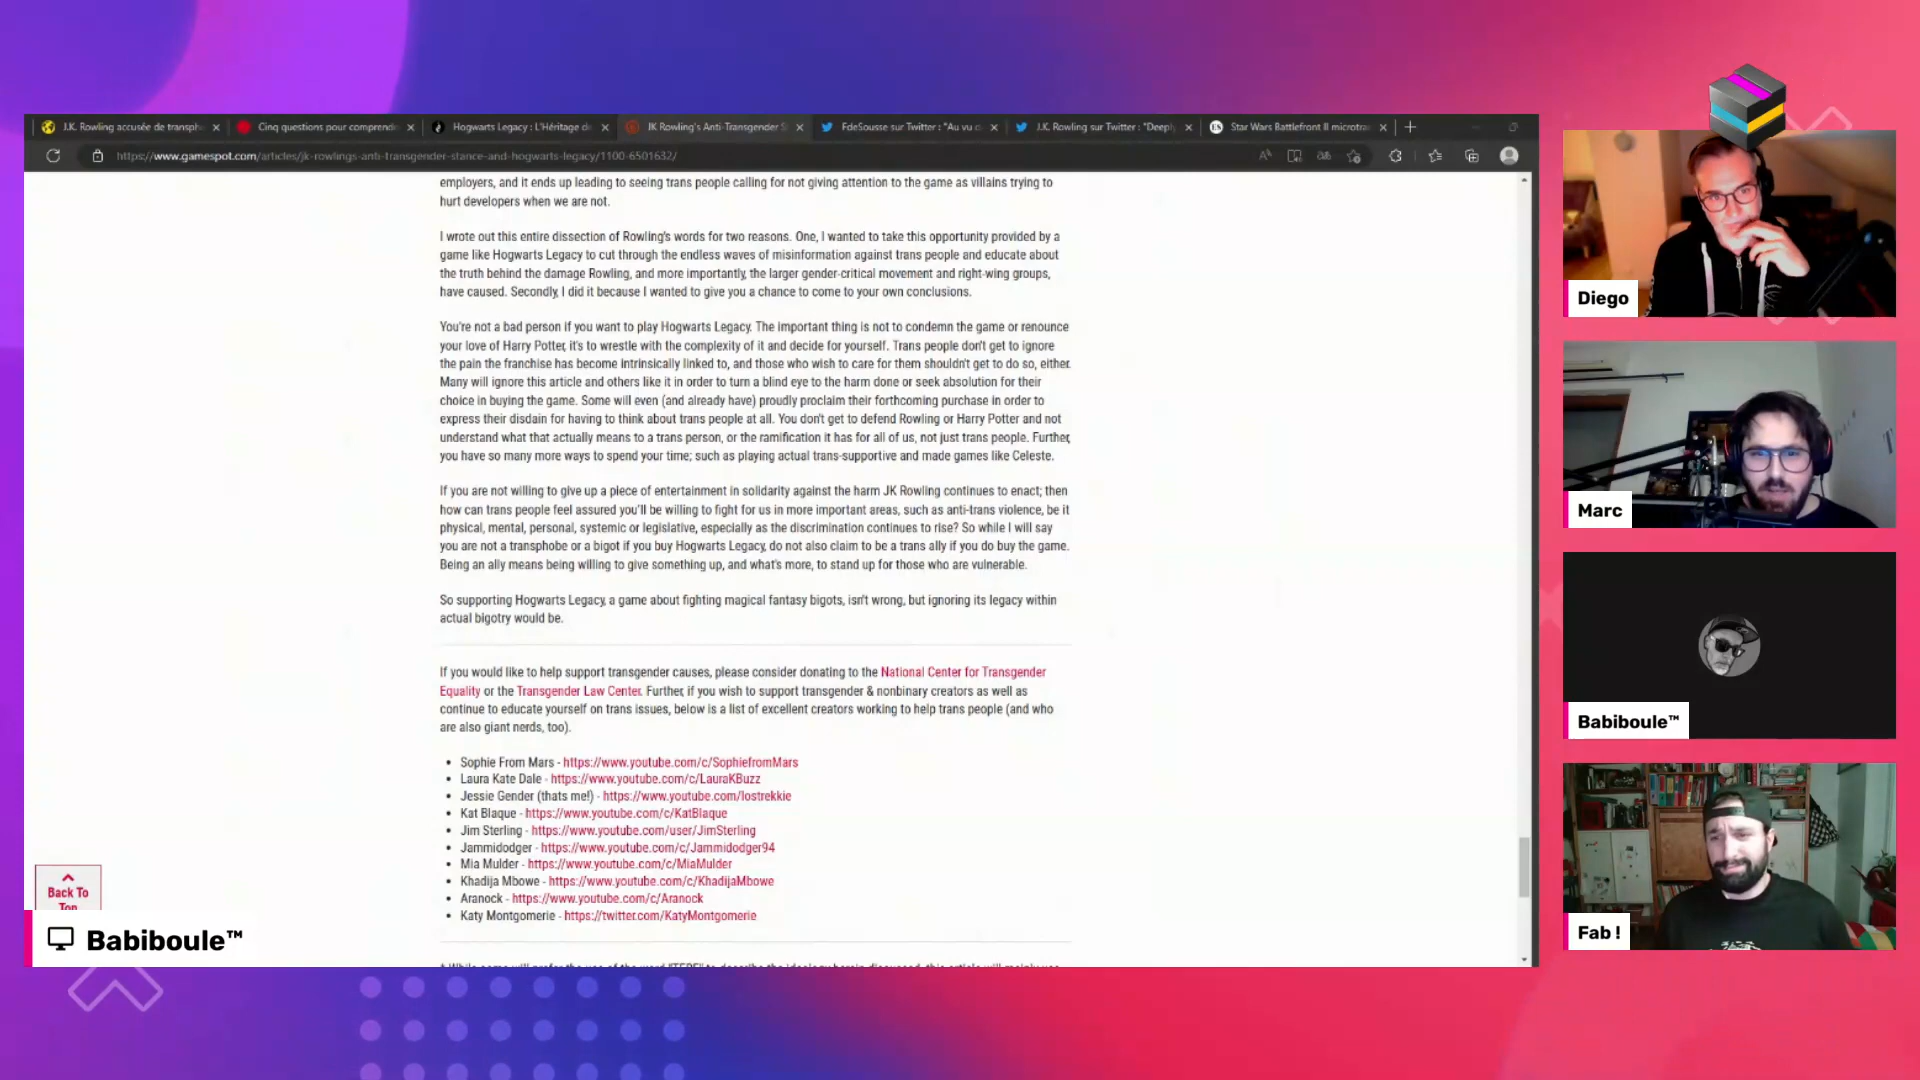 J.K. Rowling accusée de transph
Cinq questions pour comprendr
Hogwarts Legacy : L'Héritage d
JK Rowling's Anti-Transgender S
FdeSousse sur Twitter : "Au vu
J.K. Rowling sur Twitter : "Deepl
Star Wars Battlefront II microtra
https://www.gamespot.com/articles/jk-rowlings-anti-transgender-stance-and-hogwarts-legacy/1100-6501632/
employers, and it ends up leading to seeing trans people calling for not giving attention to the game as villains trying to
hurt developers when we are not.
I wrote out this entire dissection of Rowling's words for two reasons. One, I wanted to take this opportunity provided by a
game like Hogwarts Legacy to cut through the endless waves of misinformation against trans people and educate about
the truth behind the damage Rowling, and more importantly, the larger gender-critical movement and right-wing groups,
have caused. Secondly, I did it because I wanted to give you a chance to come to your own conclusions.
You're not a bad person if you want to play Hogwarts Legacy. The important thing is not to condemn the game or renounce
your love of Harry Potter, it's to wrestle with the complexity of it and decide for yourself. Trans people don't get to ignore
the pain the franchise has become intrinsically linked to, and those who wish to care for them shouldn't get to do so, either.
Many will ignore this article and others like it in order to turn a blind eye to the harm done or seek absolution for their
choice in buying the game. Some will even (and already have) proudly proclaim their forthcoming purchase in order to
express their disdain for having to think about trans people at all. You don't get to defend Rowling or Harry Potter and not
understand what that actually means to a trans person, or the ramification it has for all of us, not just trans people. Further,
you have so many more ways to spend your time; such as playing actual trans-supportive and made games like Celeste.
If you are not willing to give up a piece of entertainment in solidarity against the harm JK Rowling continues to enact; then
how can trans people feel assured you'll be willing to fight for us in more important areas, such as anti-trans violence, be it
physical, mental, personal, systemic or legislative, especially as the discrimination continues to rise? So while I will say
you are not a transphobe or a bigot if you buy Hogwarts Legacy, do not also claim to be a trans ally if you do buy the game.
Being an ally means being willing to give something up, and what's more, to stand up for those who are vulnerable.
So supporting Hogwarts Legacy, a game about fighting magical fantasy bigots, isn't wrong, but ignoring its legacy within
actual bigotry would be.
If you would like to help support transgender causes, please consider donating to the National Center for Transgender
Equality or the Transgender Law Center. Further, if you wish to support transgender & nonbinary creators as well as
continue to educate yourself on trans issues, below is a list of excellent creators working to help trans people (and who
are also giant nerds, too).
• Sophie From Mars - https://www.youtube.com/c/SophiefromMars
• Laura Kate Dale - https://www.youtube.com/c/LauraKBuzz
• Jessie Gender (thats me!) - https://www.youtube.com/lostrekkie
• Kat Blaque - https://www.youtube.com/c/KatBlaque
• Jim Sterling - https://www.youtube.com/user/JimSterling
• Jammidodger - https://www.youtube.com/c/Jammidodger94
• Mia Mulder - https://www.youtube.com/c/MiaMulder
• Khadija Mbowe - https://www.youtube.com/c/KhadijaMbowe
• Aranock - https://www.youtube.com/c/Aranock
• Katy Montgomerie - https://twitter.com/KatyMontgomerie
Back To
Top
Babiboule™
Diego
Marc
Babiboule™
Fab !